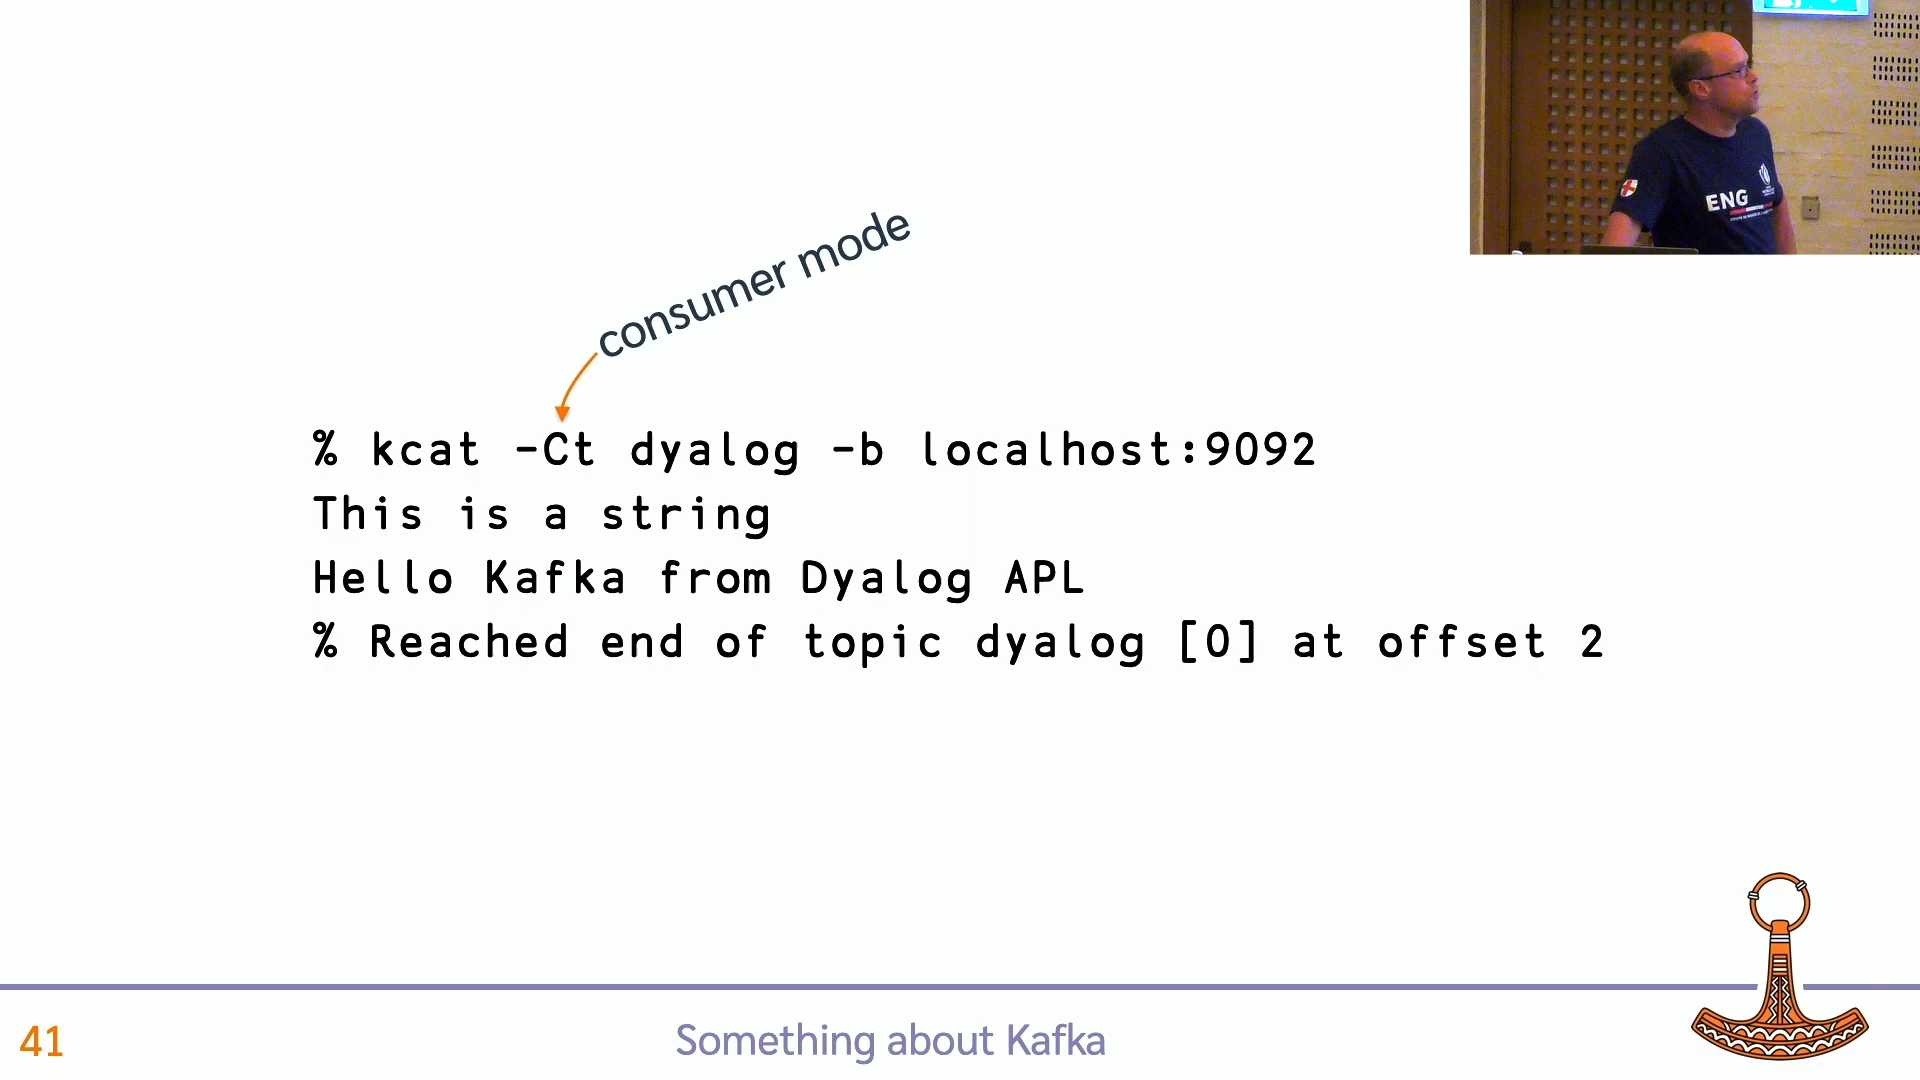 ENG
consumer mode
% kcat -Ct dyalog -b localhost:9092
This is a string
Hello Kafka from Dyalog APL
% Reached end of topic dyalog [0] at offset 2
41
Something about Kafka